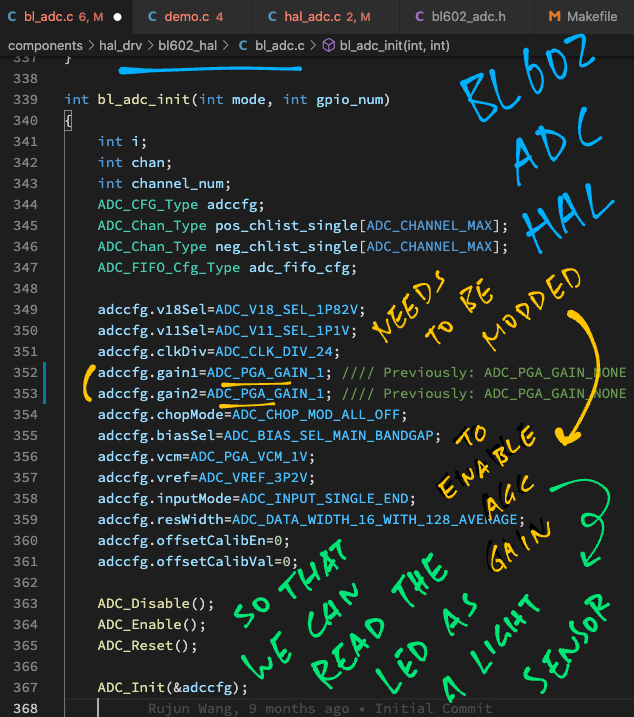 bl_adc.c 6, M ● demo.c 4 hal_adc.c 2, M C bl602_adc.h M Makefile
components > hal_drv > bl602_hal > C bl_adc.c > bl_adc_init(int, int)
337 }
338
339 int bl_adc_init(int mode, int gpio_num)
340 {
341 int i;
342 int chan;
343 int channel_num;
344 ADC_CFG_Type adccfg;
345 ADC_Chan_Type pos_chlist_single[ADC_CHANNEL_MAX];
346 ADC_Chan_Type neg_chlist_single[ADC_CHANNEL_MAX];
347 ADC_FIFO_Cfg_Type adc_fifo_cfg;
348
349 adccfg.v18Sel=ADC_V18_SEL_1P82V;
350 adccfg.v11Sel=ADC_V11_SEL_1P1V;
351 adccfg.clkDiv=ADC_CLK_DIV_24;
352 adccfg.gain1=ADC_PGA_GAIN_1; //// Previously: ADC_PGA_GAIN_NONE
353 adccfg.gain2=ADC_PGA_GAIN_1; //// Previously: ADC_PGA_GAIN_NONE
354 adccfg.chopMode=ADC_CHOP_MOD_ALL_OFF;
355 adccfg.biasSel=ADC_BIAS_SEL_MAIN_BANDGAP;
356 adccfg.vcm=ADC_PGA_VCM_1V;
357 adccfg.vref=ADC_VREF_3P2V;
358 adccfg.inputMode=ADC_INPUT_SINGLE_END;
359 adccfg.resWidth=ADC_DATA_WIDTH_16_WITH_128_AVERAGE;
360 adccfg.offsetCalibEn=0;
361 adccfg.offsetCalibVal=0;
362
363 ADC_Disable();
364 ADC_Enable();
365 ADC_Reset();
366
367 ADC_Init(&adccfg);
368 Rujun Wang, 9 months ago • Initial Commit
BL602
ADC
HAL
NEEDS
TO BE
MODDED
TO
ENABLE
AGC
GAIN
SO THAT
WE CAN
READ THE
LED AS
A LIGHT
SENSOR